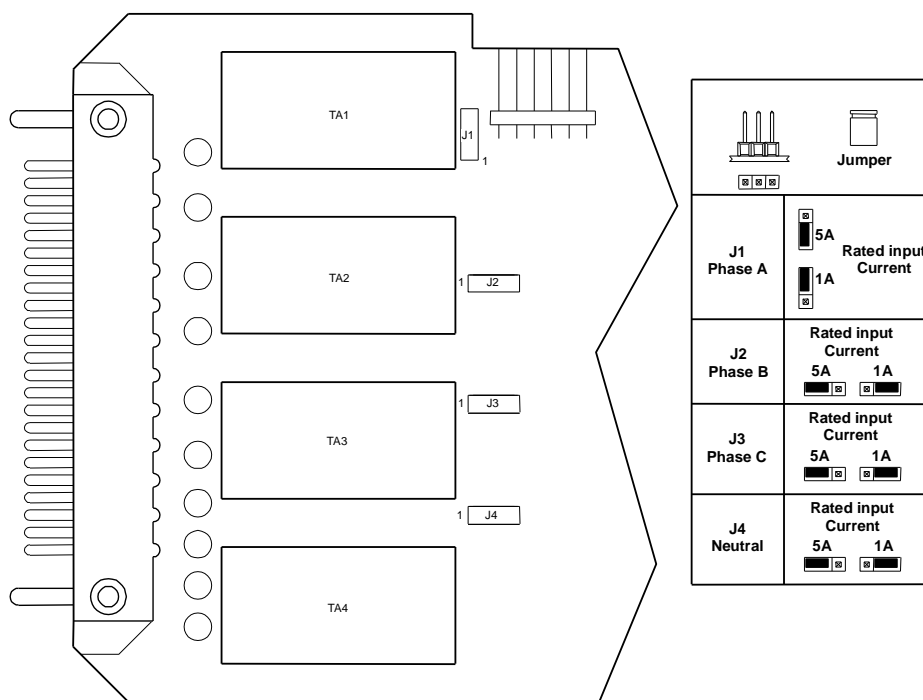 TA1
J1
1
TA2
1 J2
TA3
1 J3
1 J4
TA4
Jumper
J1
Phase A
5A
1A
Rated input
Current
J2
Phase B
Rated input
Current
5A 1A
J3
Phase C
Rated input
Current
5A 1A
J4
Neutral
Rated input
Current
5A 1A